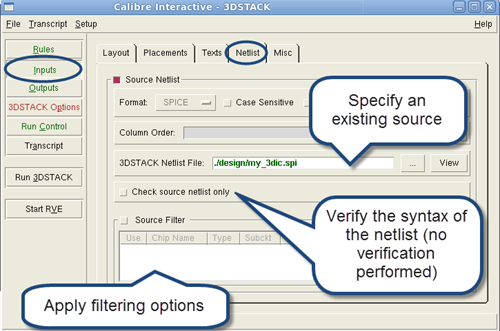 Calibre Interactive - 3DSTACK
File Transcript Setup Help
Rules
Inputs
Outputs
3DSTACK Options
Run Control
Transcript
Run 3DSTACK
Start RVE
Layout Placements Texts Netlist Misc
Source Netlist
Format: SPICE Case Sensitive
Column Order:
3DSTACK Netlist File: ./design/my_3dic.spi ... View
Check source netlist only
Source Filter
Use Chip Name Type Subckt
Specify an
existing source
Verify the syntax of
the netlist (no
verification
performed)
Apply filtering options